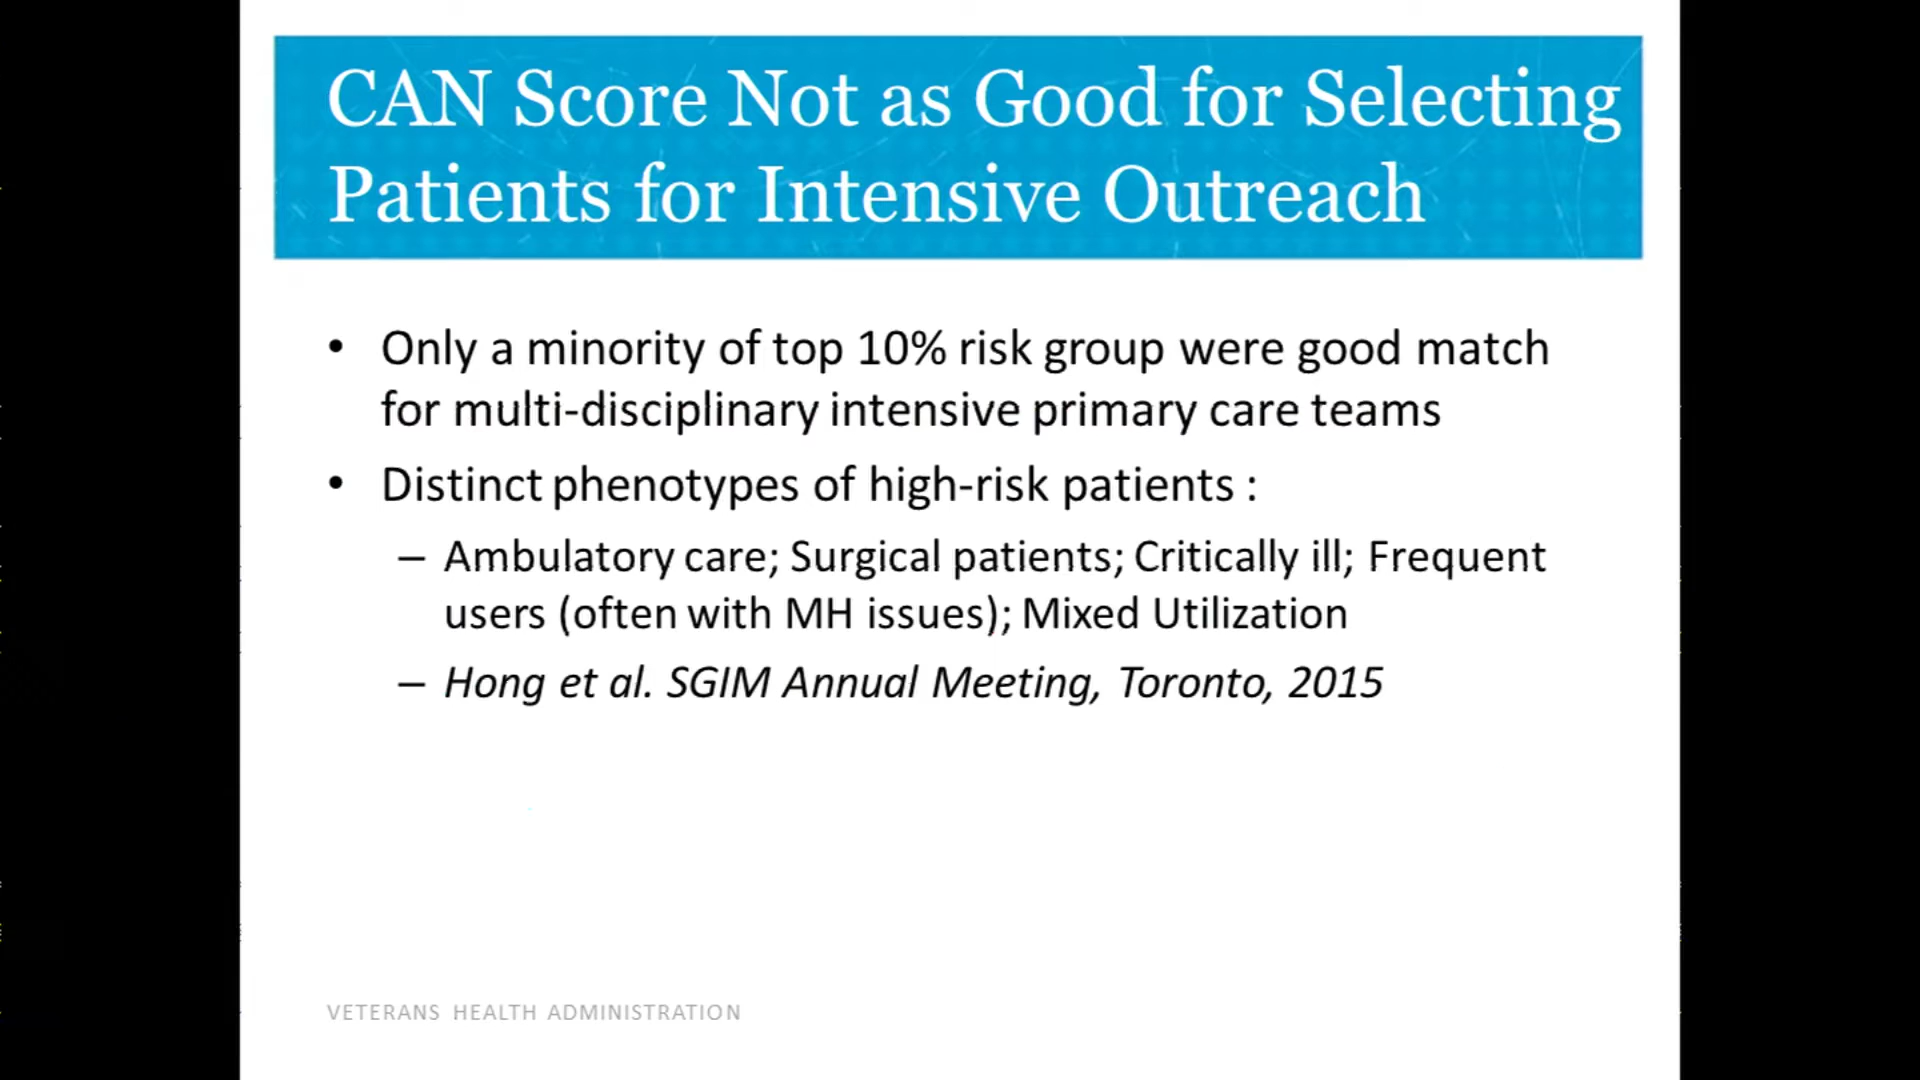 CAN Score Not as Good for Selecting
Patients for Intensive Outreach
• Only a minority of top 10% risk group were good match
for multi-disciplinary intensive primary care teams
• Distinct phenotypes of high-risk patients :
– Ambulatory care; Surgical patients; Critically ill; Frequent
users (often with MH issues); Mixed Utilization
– Hong et al. SGIM Annual Meeting, Toronto, 2015
VETERANS HEALTH ADMINISTRATION